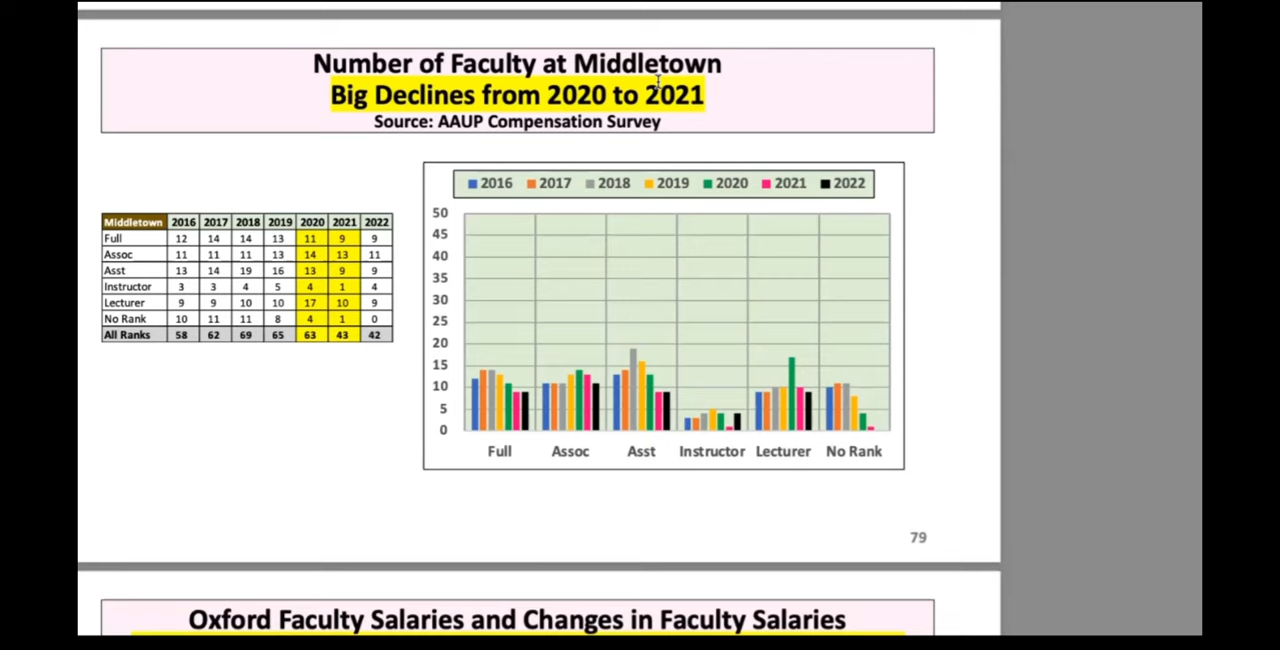 Number of Faculty at Middletown
Big Declines from 2020 to 2021
Source: AAUP Compensation Survey
Middletown 2016 2017 2018 2019 2020 2021 2022
Full 12 14 14 13 11 9 9
Assoc 11 11 11 13 14 13 11
Asst 13 14 19 16 13 9 9
Instructor 3 3 4 5 4 1 4
Lecturer 9 9 10 10 17 10 9
No Rank 10 11 11 8 4 1 0
All Ranks 58 62 69 65 63 43 42
2016 2017 2018 2019 2020 2021 2022
50
45
40
35
30
25
20
15
10
5
0
Full Assoc Asst Instructor Lecturer No Rank
79
Oxford Faculty Salaries and Changes in Faculty Salaries